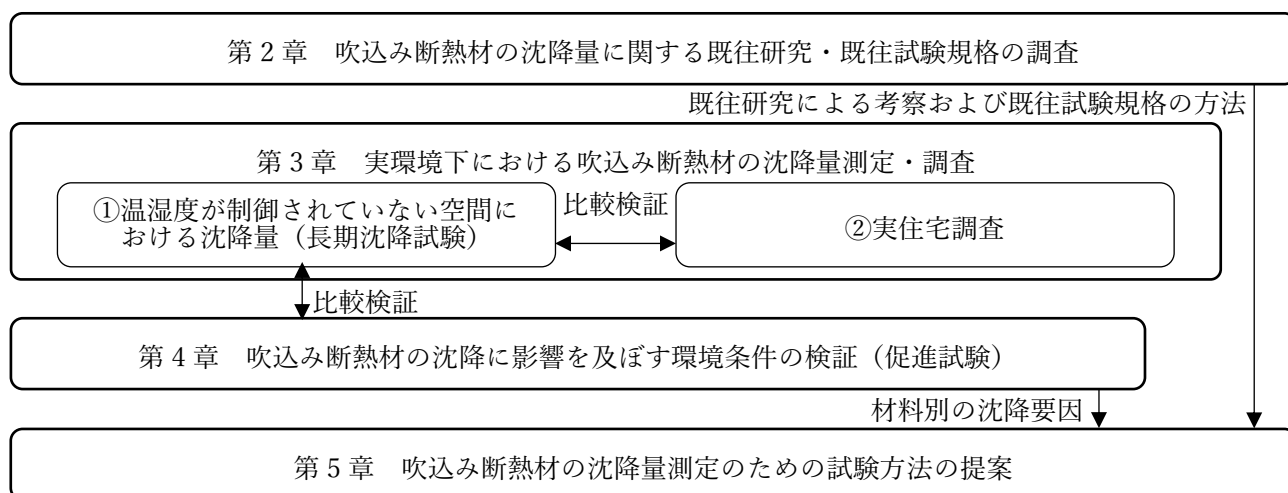 第２章　吹込み断熱材の沈降量に関する既往研究・既往試験規格の調査
既往研究による考察および既往試験規格の方法
第３章　実環境下における吹込み断熱材の沈降量測定・調査
①温湿度が制御されていない空間に
おける沈降量（長期沈降試験）
比較検証
②実住宅調査
比較検証
第４章　吹込み断熱材の沈降に影響を及ぼす環境条件の検証（促進試験）
材料別の沈降要因
第５章　吹込み断熱材の沈降量測定のための試験方法の提案